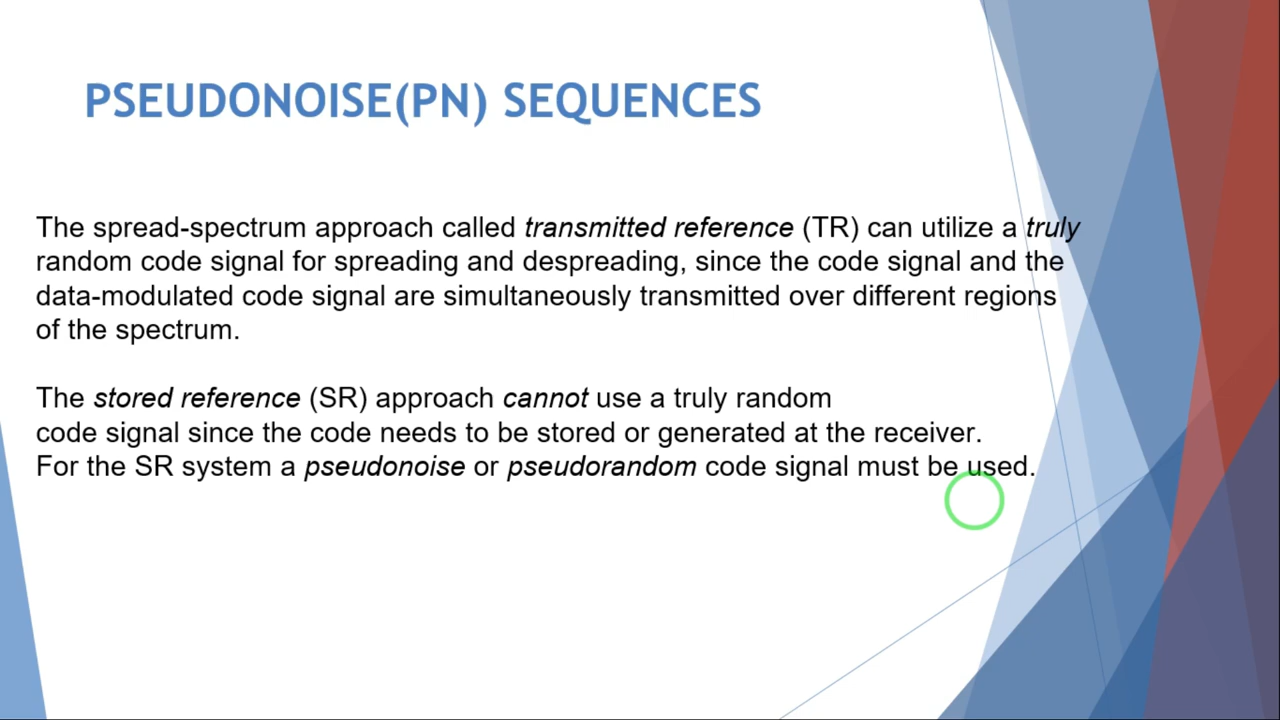 PSEUDONOISE(PN) SEQUENCES
The spread-spectrum approach called transmitted reference (TR) can utilize a truly
random code signal for spreading and despreading, since the code signal and the
data-modulated code signal are simultaneously transmitted over different regions
of the spectrum.
The stored reference (SR) approach cannot use a truly random
code signal since the code needs to be stored or generated at the receiver.
For the SR system a pseudonoise or pseudorandom code signal must be used.